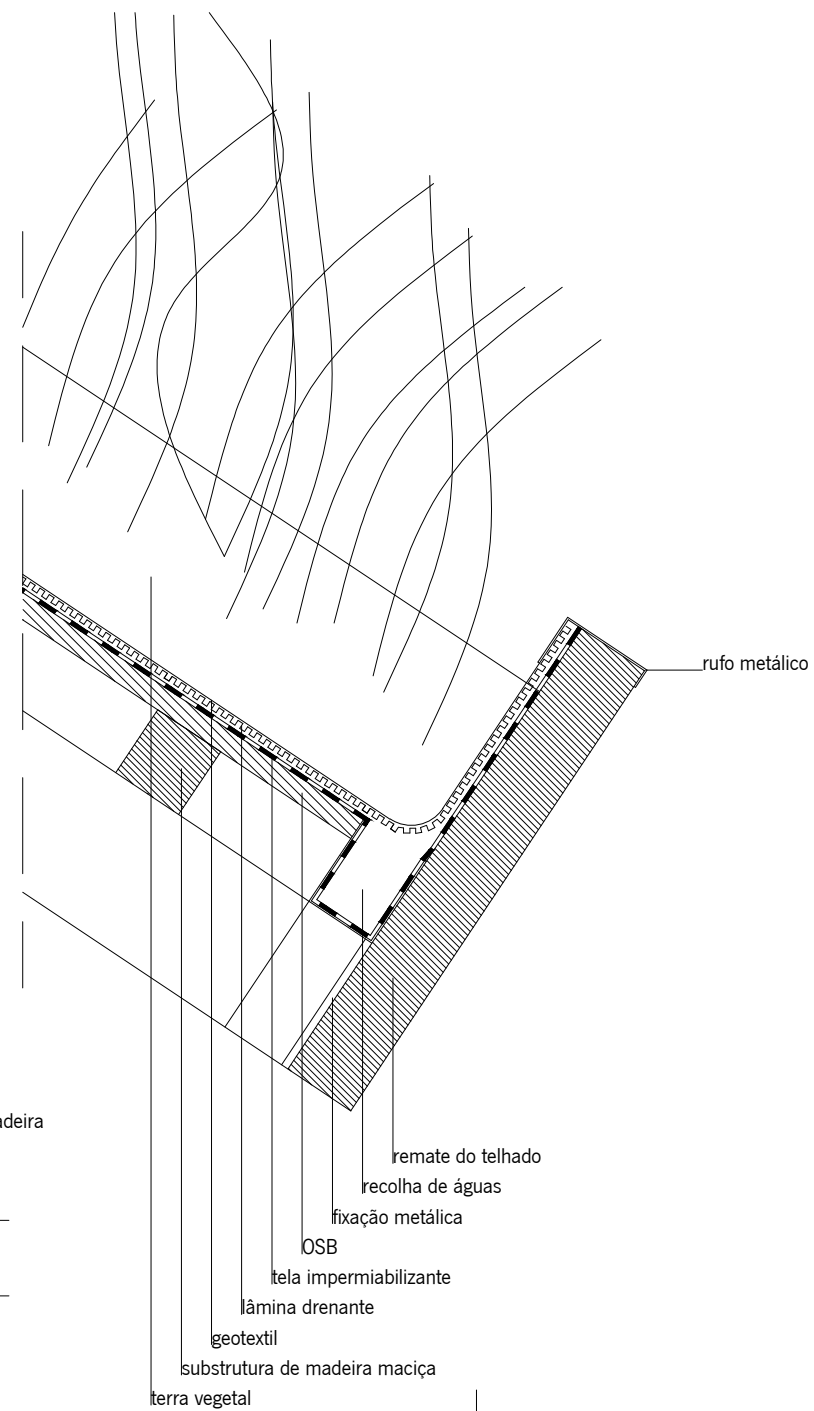 rufo metálico
adeira
remate do telhado
recolha de águas
fixação metálica
OSB
tela impermiabilizante
lâmina drenante
geotextil
substrutura de madeira maciça
terra vegetal